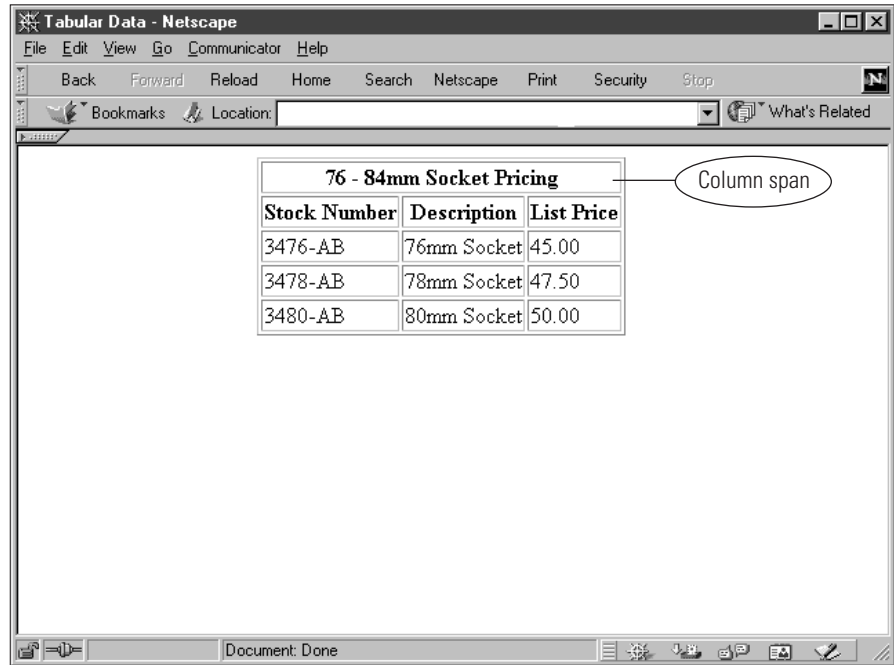 Tabular Data - Netscape
File Edit View Go Communicator Help
Back Forward Reload Home Search Netscape Print Security Stop N
Bookmarks Location: What's Related
76 - 84mm Socket Pricing
Column span
Stock Number Description List Price
3476-AB 76mm Socket 45.00
3478-AB 78mm Socket 47.50
3480-AB 80mm Socket 50.00
Document: Done